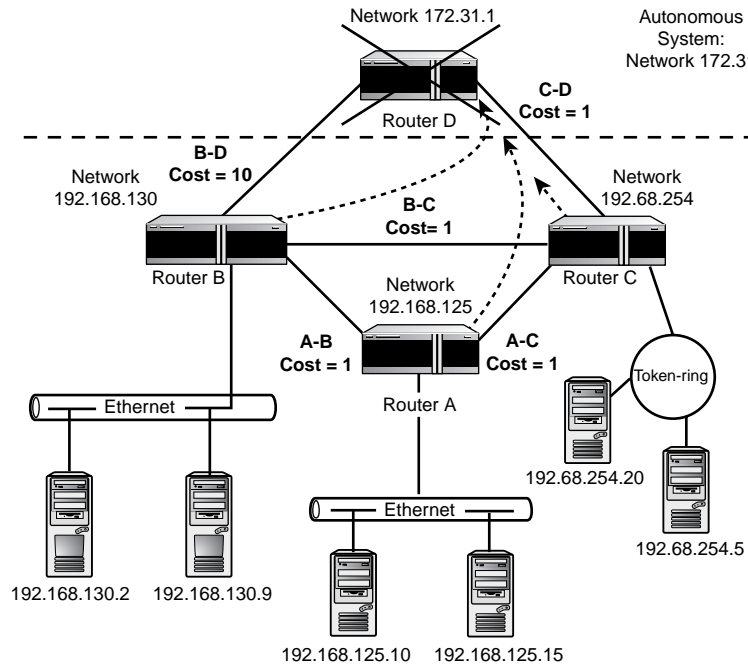 Network 172.31.1
Autonomous
System:
Network 172.3
Router D
C-D
Cost = 1
B-D
Cost = 10
Network
192.168.130
B-C
Cost= 1
Network
192.68.254
Router B
Router C
Network
192.168.125
A-B
Cost = 1
A-C
Cost = 1
Router A
Token-ring
Ethernet
192.68.254.20
192.68.254.5
Ethernet
192.168.130.2
192.168.130.9
192.168.125.10
192.168.125.15